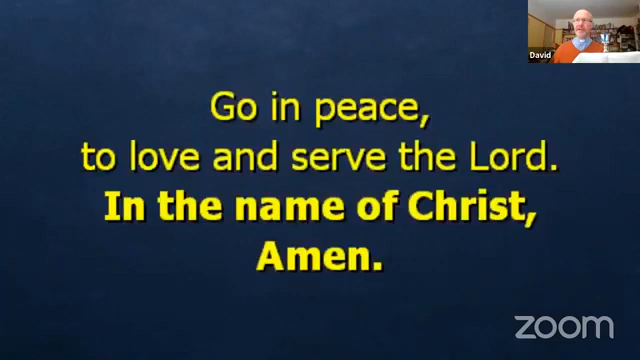 David
Go in peace,
to love and serve the Lord.
In the name of Christ,
Amen.
zoom